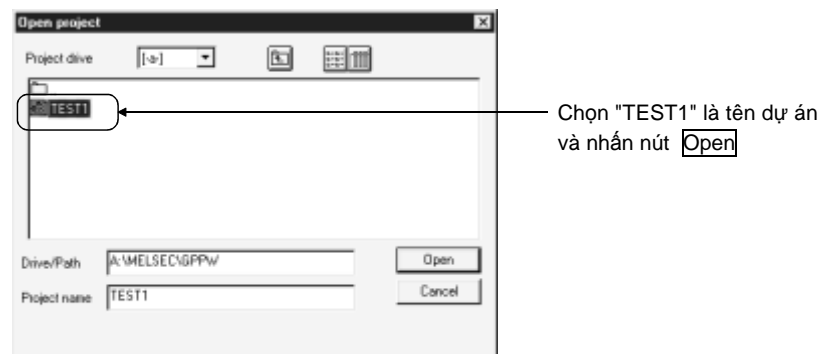 Open project
Project drive [-a-]
TEST1
Chọn "TEST1" là tên dự án
và nhấn nút Open
Drive/Path A:\MELSEC\GPPW Open
Project name TEST1 Cancel